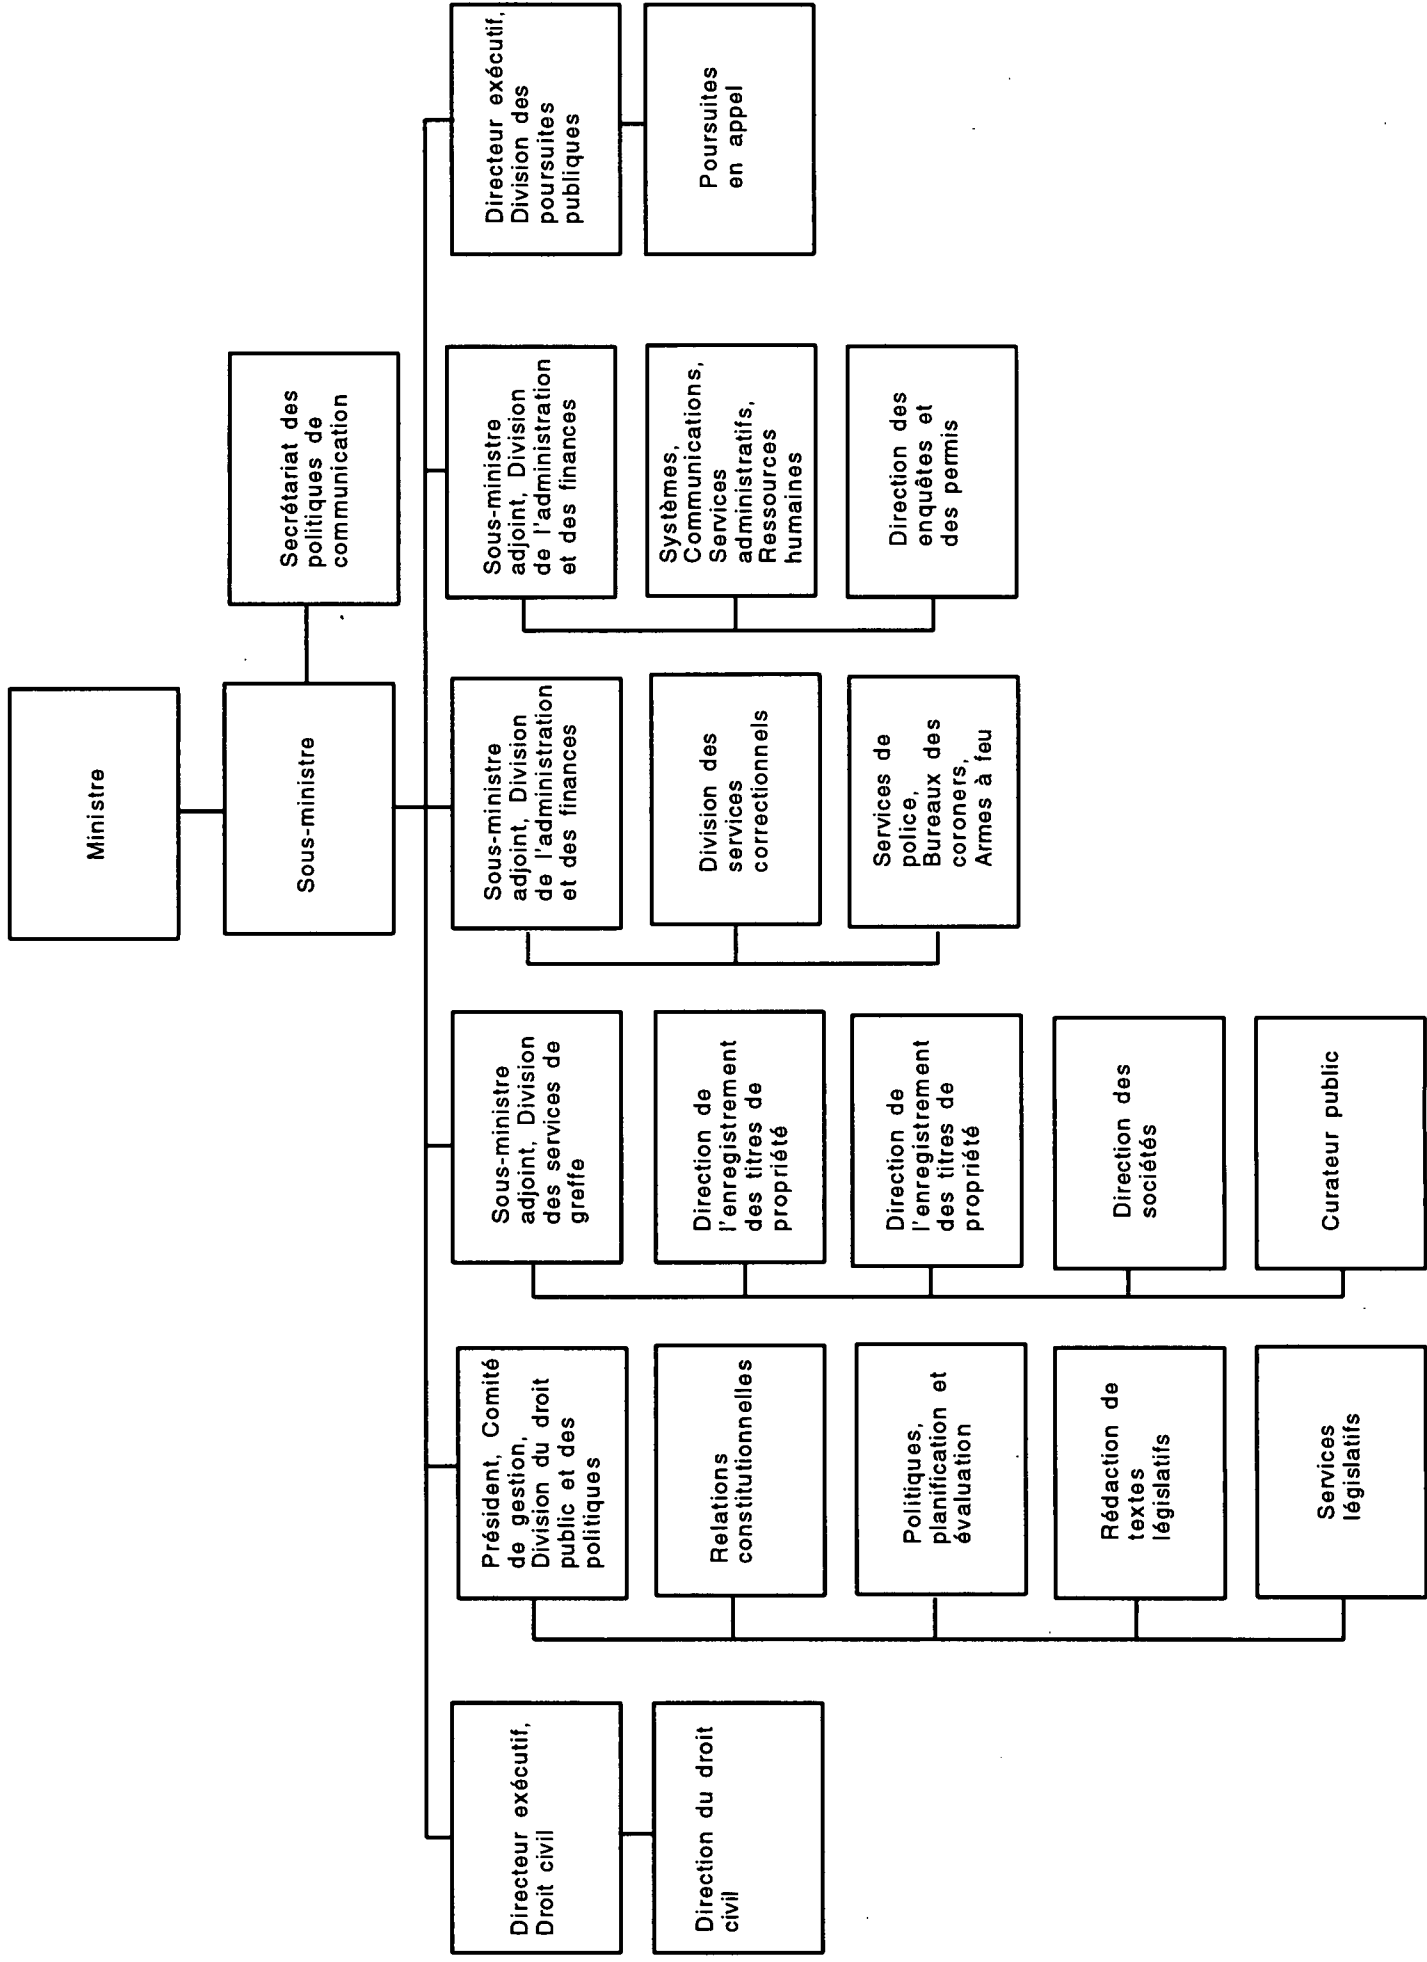 Ministre
Sous-ministre
Secrétariat des
politiques de
communication
Directeur exécutif,
Droit civil
Direction du droit
civil
Président, Comité
de gestion,
Division du droit
public et des
politiques
Relations
constitutionnelles
Politiques,
planification et
évaluation
Rédaction de
textes
législatifs
Services
législatifs
Sous-ministre
adjoint, Division
des services de
greffe
Direction de
l'enregistrement
des titres de
propriété
Direction de
l'enregistrement
des titres de
propriété
Direction des
sociétés
Curateur public
Sous-ministre
adjoint, Division
de l'administration
et des finances
Division des
services
correctionnels
Services de
police,
Bureaux des
coroners,
Armes à feu
Sous-ministre
adjoint, Division
de l'administration
et des finances
Systèmes,
Communications,
Services
administratifs,
Ressources
humaines
Direction des
enquêtes et
des permis
Directeur exécutif,
Division des
poursuites
publiques
Poursuites
en appel